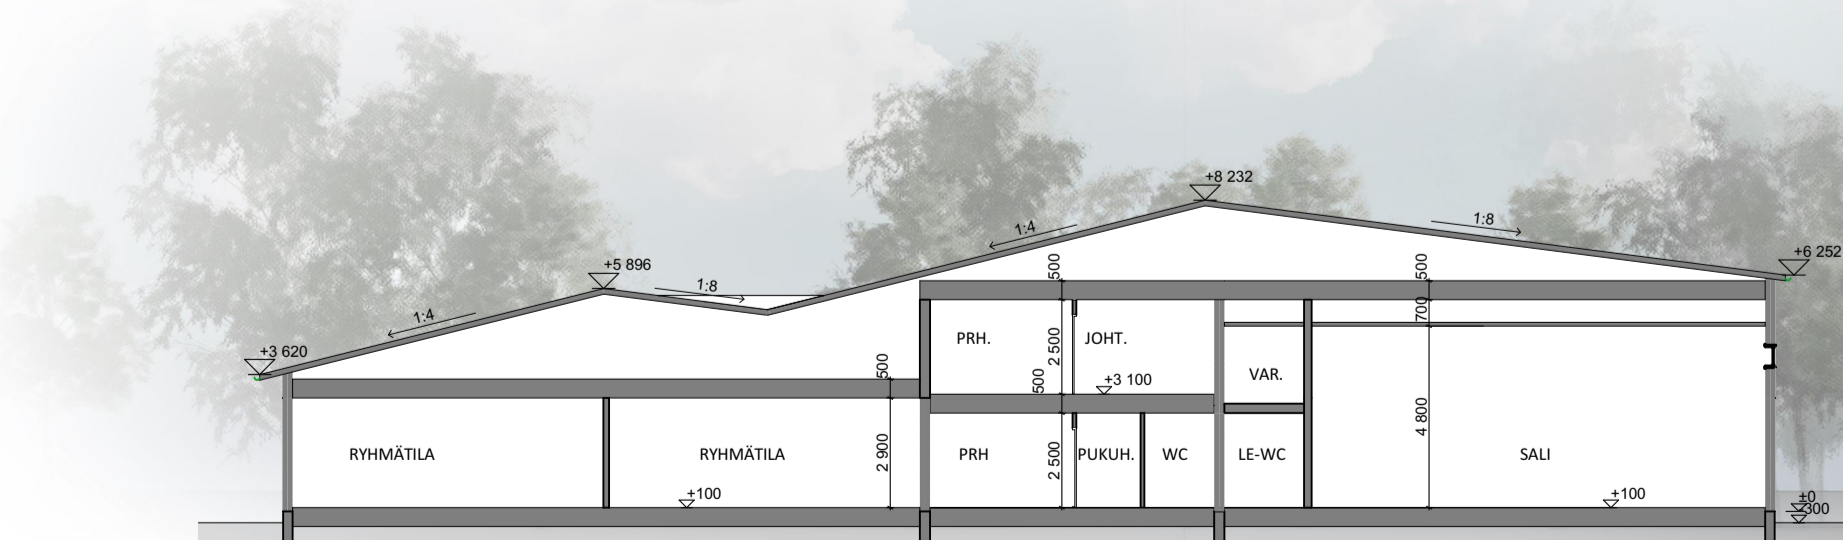 +8 232
1:4
1:8
+6 252
+5 896
1:8
1:4
+3 620
500
500
700
PRH.
2 500
JOHT.
500
500
+3 100
VAR.
4 800
RYHMÄTILA
RYHMÄTILA
2 900
PRH
2 500
PUKUH.
WC
LE-WC
SALI
+100
+100
±0
-300